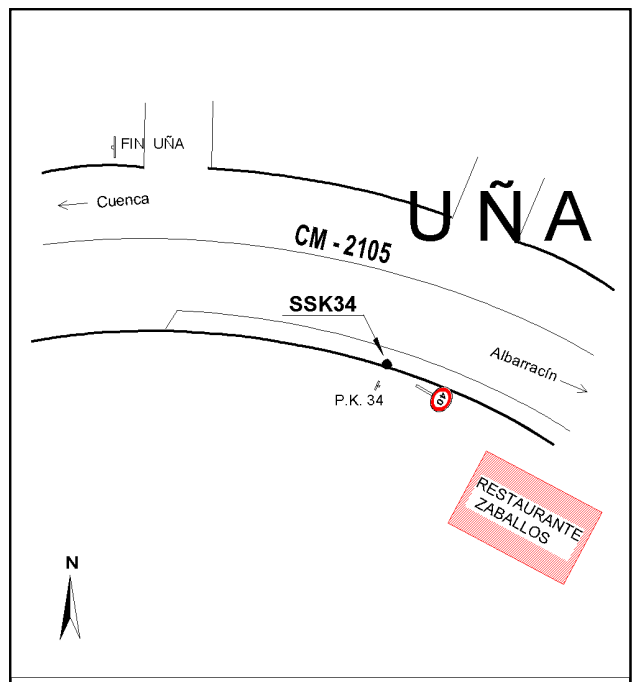 FIN UÑA
Cuenca
UÑA
CM - 2105
SSK34
Albarracín
P.K. 34
40
RESTAURANTE
ZABALLOS
N